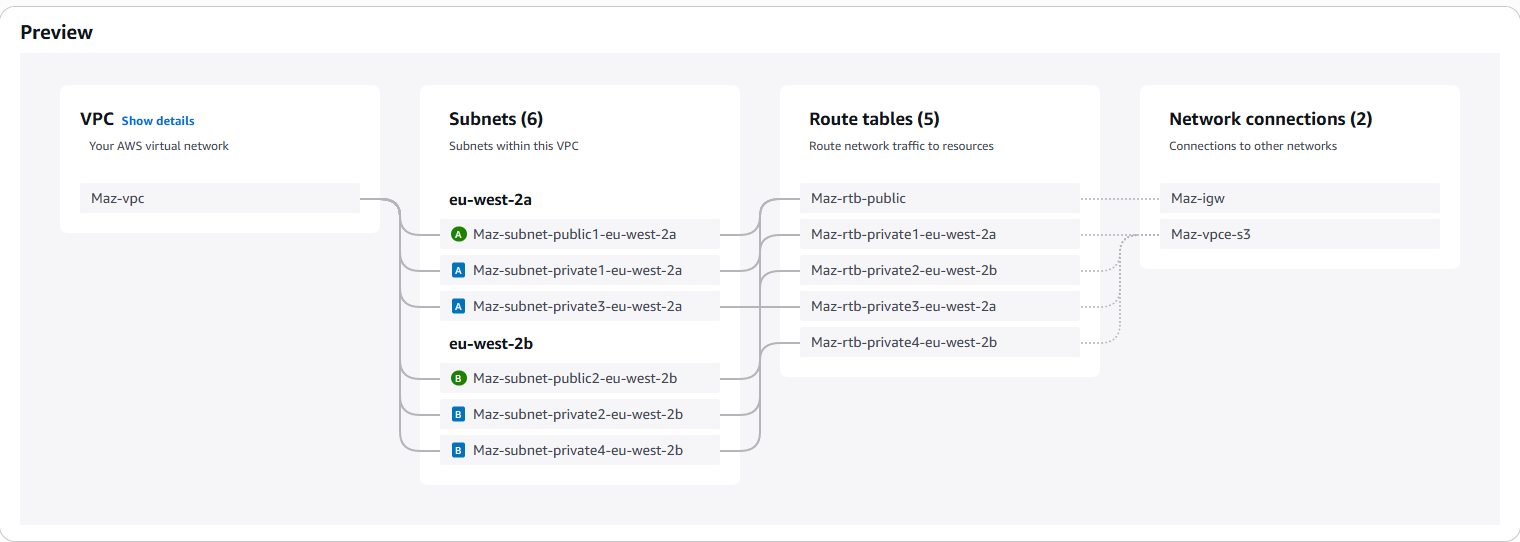 Preview
VPC Show details
Your AWS virtual network
Maz-vpc
Subnets (6)
Subnets within this VPC
eu-west-2a
A Maz-subnet-public1-eu-west-2a
A Maz-subnet-private1-eu-west-2a
A Maz-subnet-private3-eu-west-2a
eu-west-2b
B Maz-subnet-public2-eu-west-2b
B Maz-subnet-private2-eu-west-2b
B Maz-subnet-private4-eu-west-2b
Route tables (5)
Route network traffic to resources
Maz-rtb-public
Maz-rtb-private1-eu-west-2a
Maz-rtb-private2-eu-west-2b
Maz-rtb-private3-eu-west-2a
Maz-rtb-private4-eu-west-2b
Network connections (2)
Connections to other networks
Maz-igw
Maz-vpce-s3